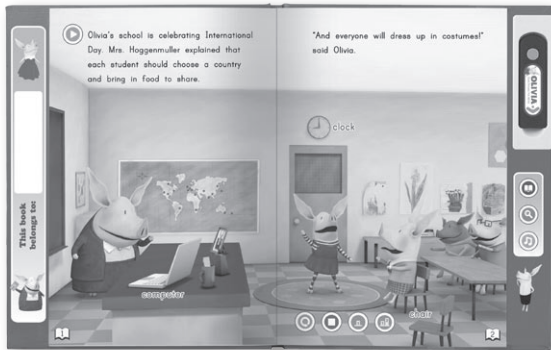 Olivia's school is celebrating International
Day. Mrs. Hoggenmuller explained that
each student should choose a country
and bring in food to share.
"And everyone will dress up in costumes!"
said Olivia.
clock
computer
chair
This book
belongs to:
OLIVIA
1
2